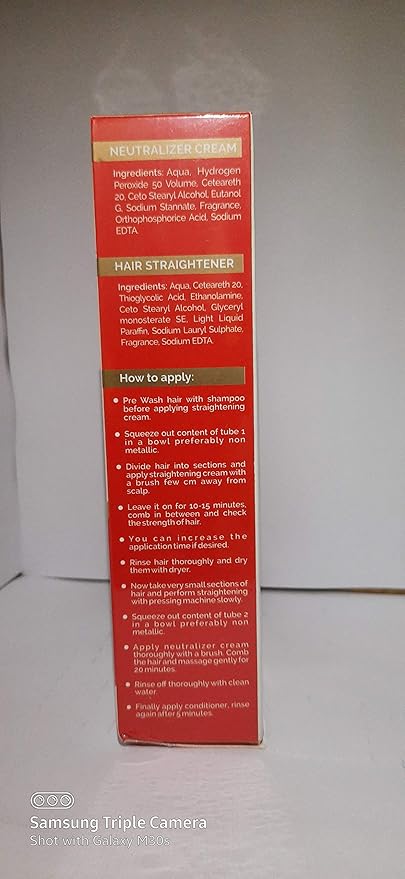 NEUTRALIZER CREAM
Ingredients: Aqua, Hydrogen
Peroxide 50 Volume, Ceteareth
20, Ceto Stearyl Alcohol, Eutanol
G, Sodium Stannate, Fragrance,
Orthophosphorice Acid, Sodium
EDTA.
HAIR STRAIGHTENER
Ingredients: Aqua, Ceteareth 20,
Thioglycolic Acid, Ethanolamine,
Ceto Stearyl Alcohol, Glyceryl
monosterate SE, Light Liquid
Paraffin, Sodium Lauryl Sulphate,
Fragrance, Sodium EDTA.
How to apply:
• Pre Wash hair with shampoo
before applying straightening
cream.
• Squeeze out content of tube 1
in a bowl preferably non
metallic.
• Divide hair into sections and
apply straightening cream with
a brush few cm away from
scalp.
• Leave it on for 10-15 minutes,
comb in between and check
the strength of hair.
• You can increase the
application time if desired.
• Rinse hair thoroughly and dry
them with dryer.
• Now take very small sections of
hair and perform straightening
with pressing machine slowly.
• Squeeze out content of tube 2
in a bowl preferably non
metallic.
• Apply neutralizer cream
thoroughly with a brush. Comb
the hair and massage gently for
20 minutes.
• Rinse off thoroughly with clean
water.
• Finally apply conditioner, rinse
again after 5 minutes.
Samsung Triple Camera
Shot with Galaxy M30s